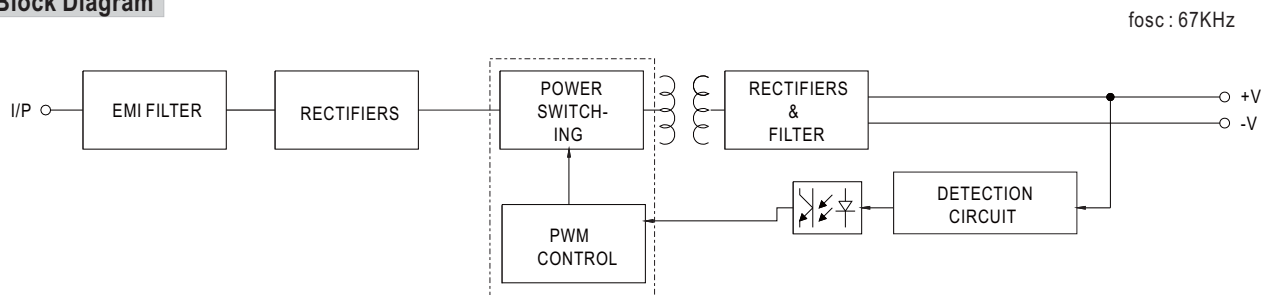 Block Diagram
fosc : 67KHz
I/P
EMI FILTER
RECTIFIERS
POWER
SWITCH-
ING
RECTIFIERS
&
FILTER
+V
-V
DETECTION
CIRCUIT
PWM
CONTROL